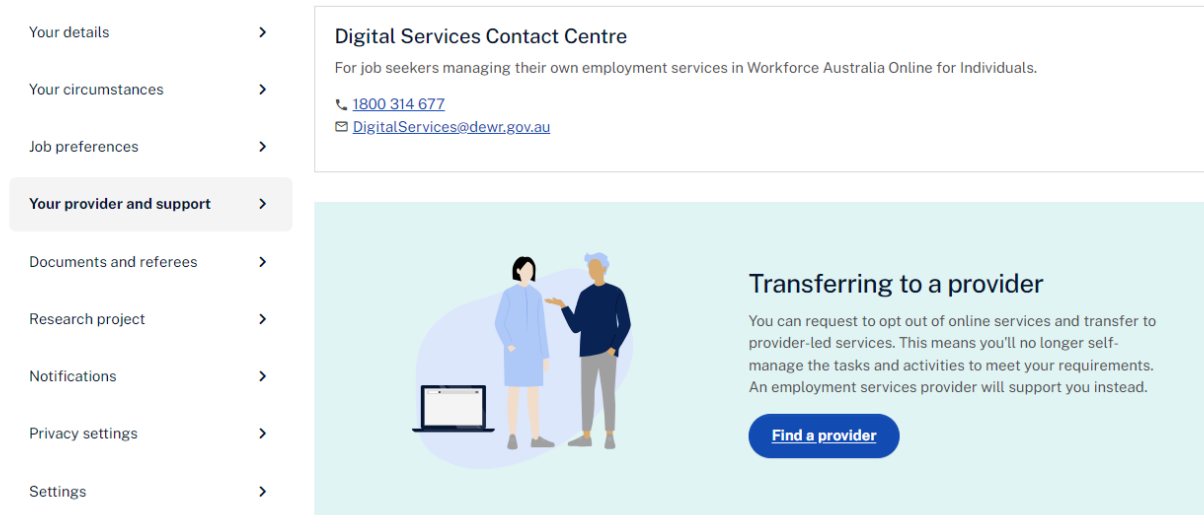 Your details
Your circumstances
Job preferences
Your provider and support
Documents and referees
Research project
Notifications
Privacy settings
Settings
Digital Services Contact Centre
For job seekers managing their own employment services in Workforce Australia Online for Individuals.
1800 314 677
DigitalServices@dewr.gov.au
Transferring to a provider
You can request to opt out of online services and transfer to
provider-led services. This means you'll no longer self-
manage the tasks and activities to meet your requirements.
An employment services provider will support you instead.
Find a provider